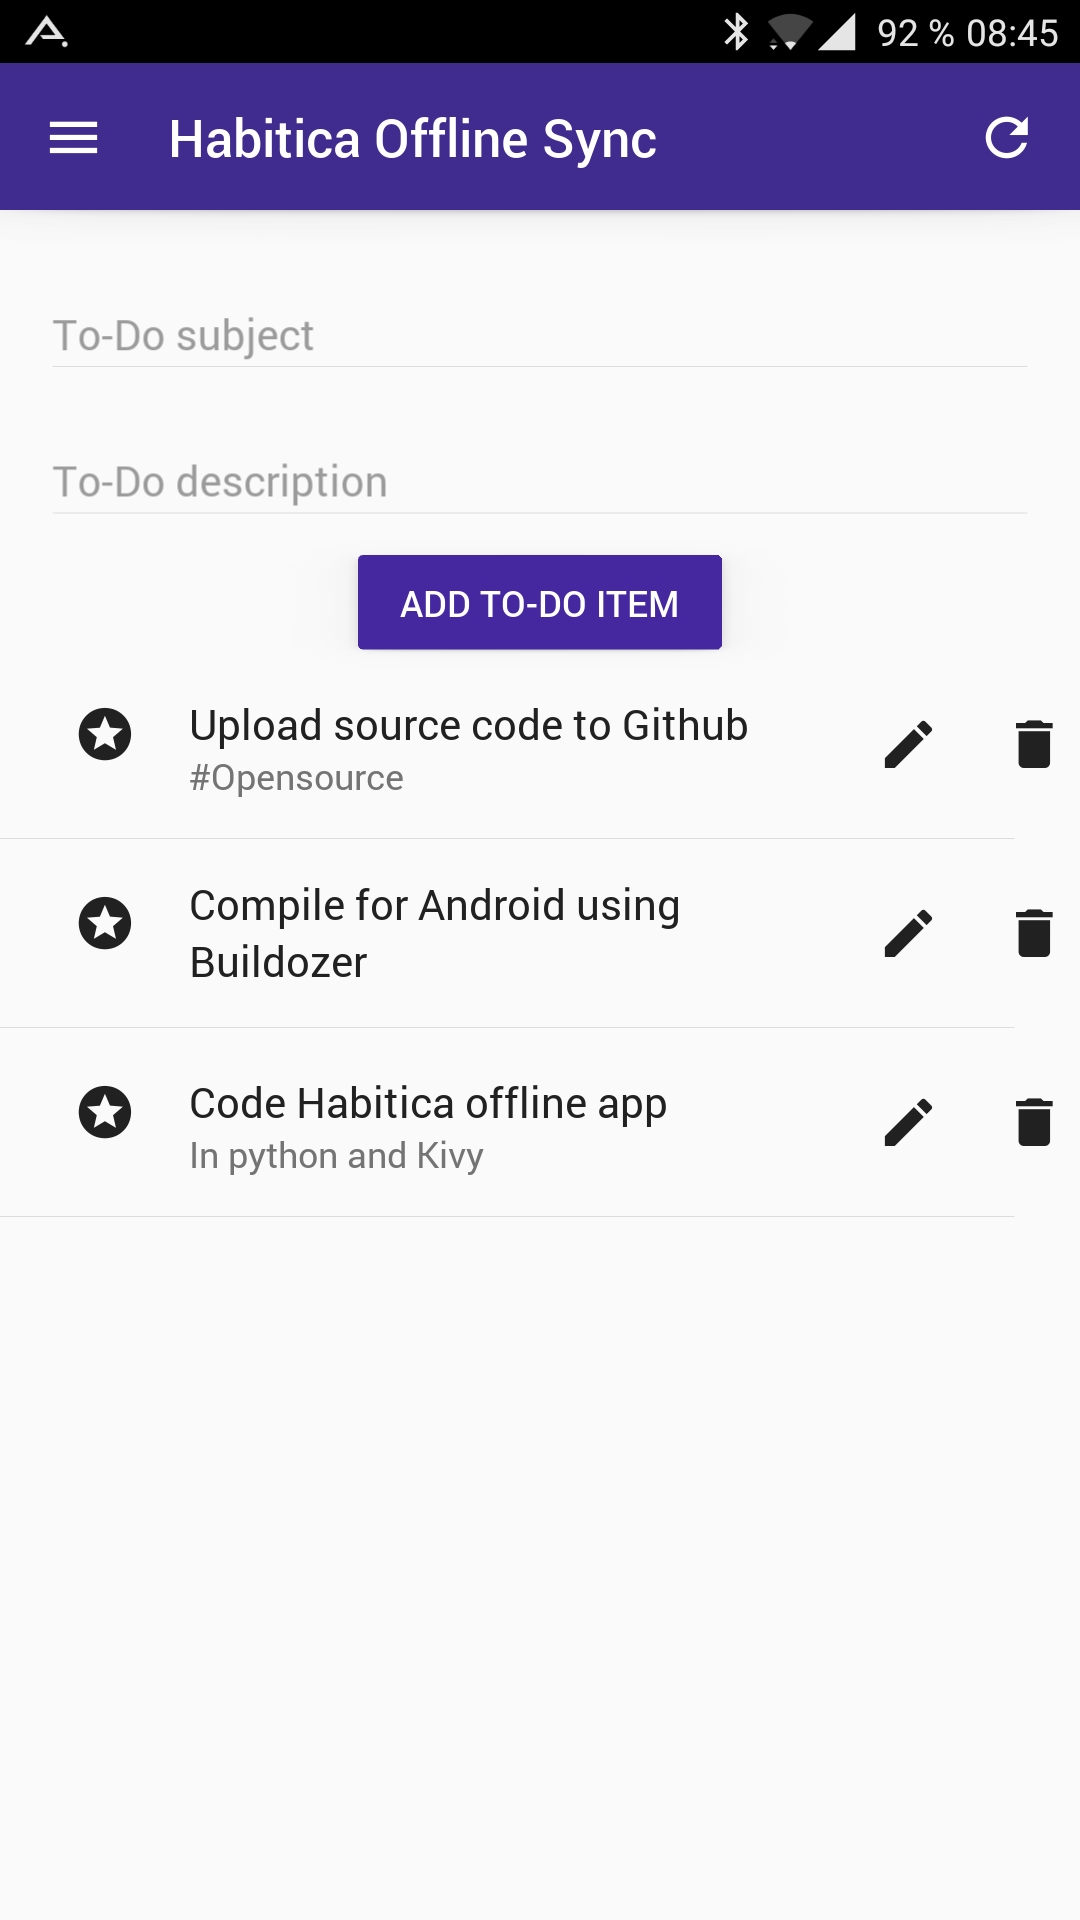 92 % 08:45
Habitica Offline Sync
To-Do subject
To-Do description
ADD TO-DO ITEM
Upload source code to Github
#Opensource
Compile for Android using
Buildozer
Code Habitica offline app
In python and Kivy